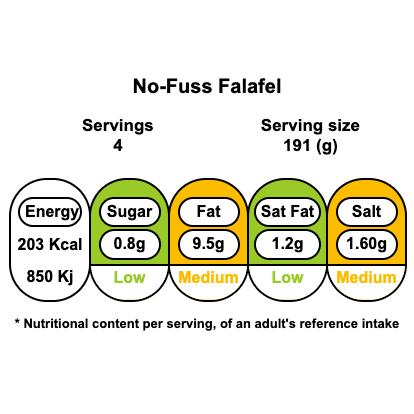 No-Fuss Falafel
Servings
4
Serving size
191 (g)
Energy
203 Kcal
850 Kj
Sugar
0.8g
Low
Fat
9.5g
Medium
Sat Fat
1.2g
Low
Salt
1.60g
Medium
* Nutritional content per serving, of an adult's reference intake